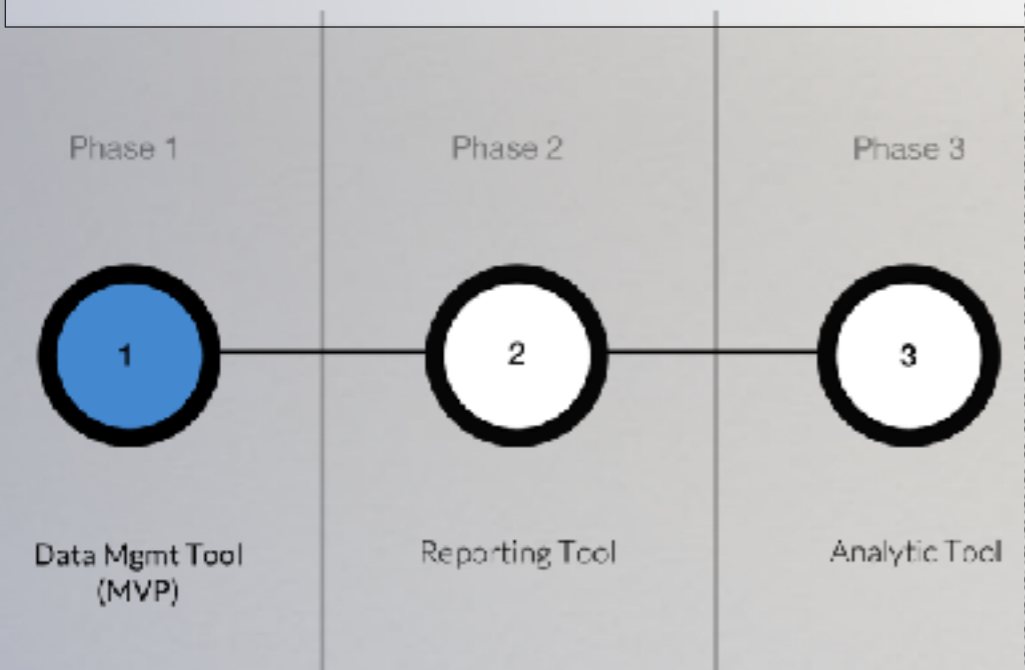 Phase 1
Phase 2
Phase 3
1
2
3
Data Mgmt Tool
(MVP)
Reporting Tool
Analytic Tool